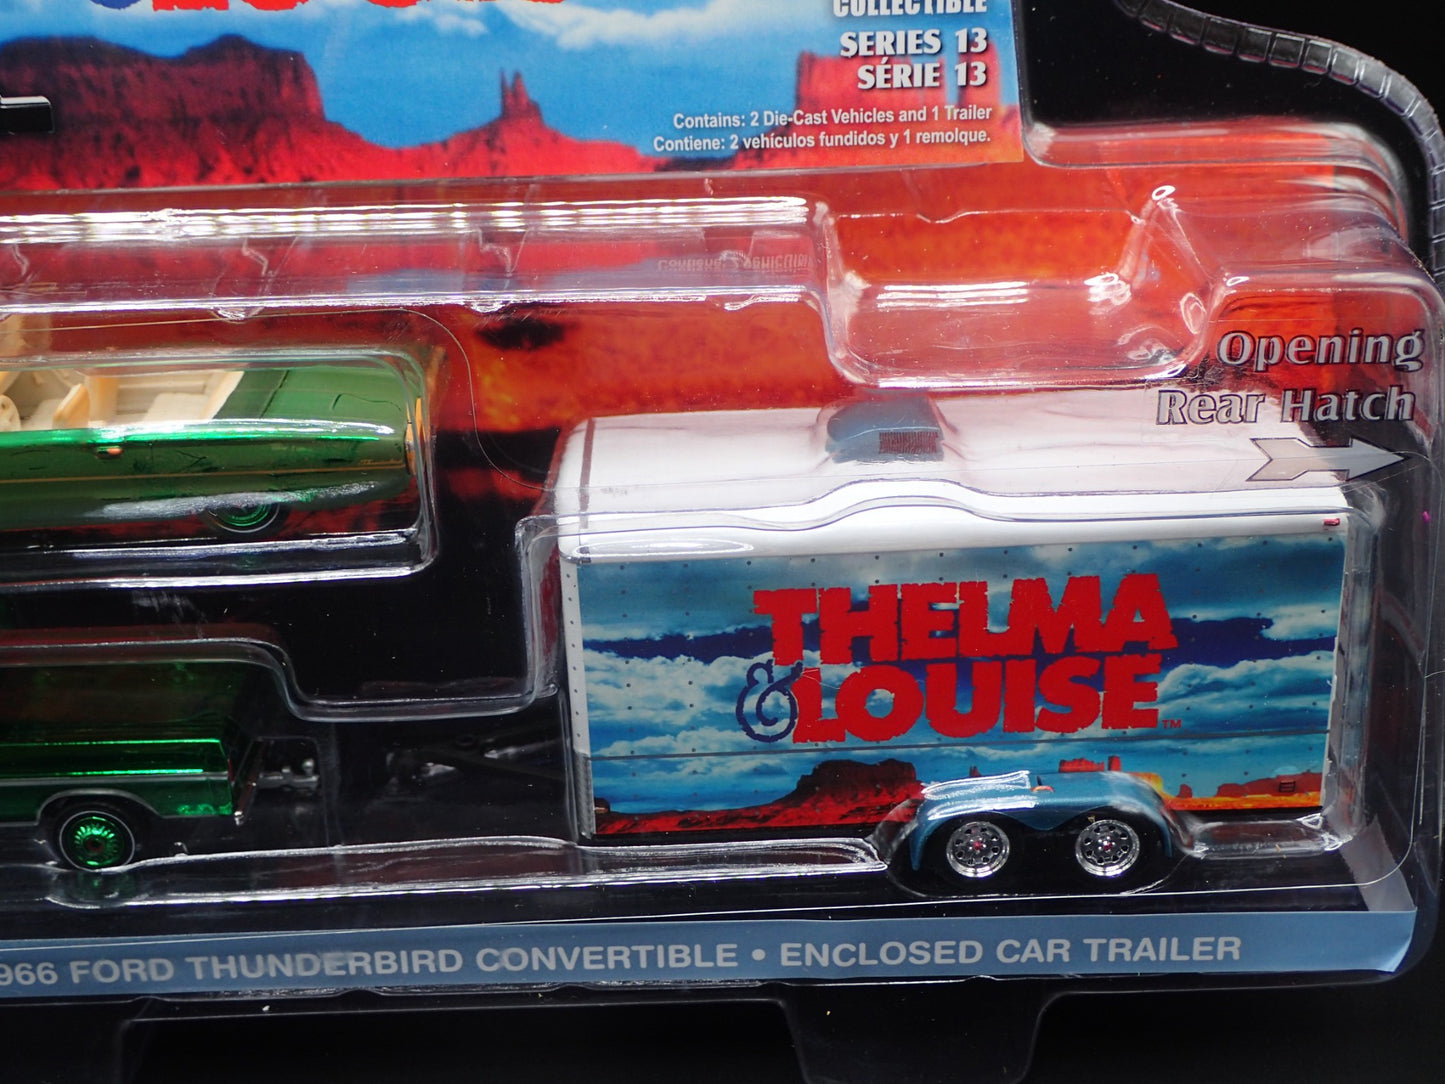 COLLECTIBLE
SERIES 13
SÉRIE 13
Contains: 2 Die-Cast Vehicles and 1 Trailer
Contiene: 2 vehículos fundidos y 1 remolque.
Opening
Rear Hatch
THELMA
& LOUISE™
966 FORD THUNDERBIRD CONVERTIBLE • ENCLOSED CAR TRAILER